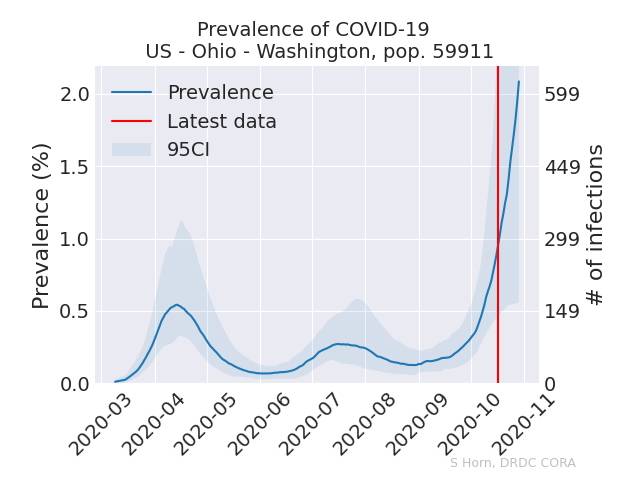 Prevalence of COVID-19
US - Ohio - Washington, pop. 59911
Prevalence
Latest data
95CI
Prevalence (%)
2.0
1.5
1.0
0.5
0.0
599
449
299
149
0
# of infections
2020-03
2020-04
2020-05
2020-06
2020-07
2020-08
2020-09
2020-10
2020-11
S Horn, DRDC CORA